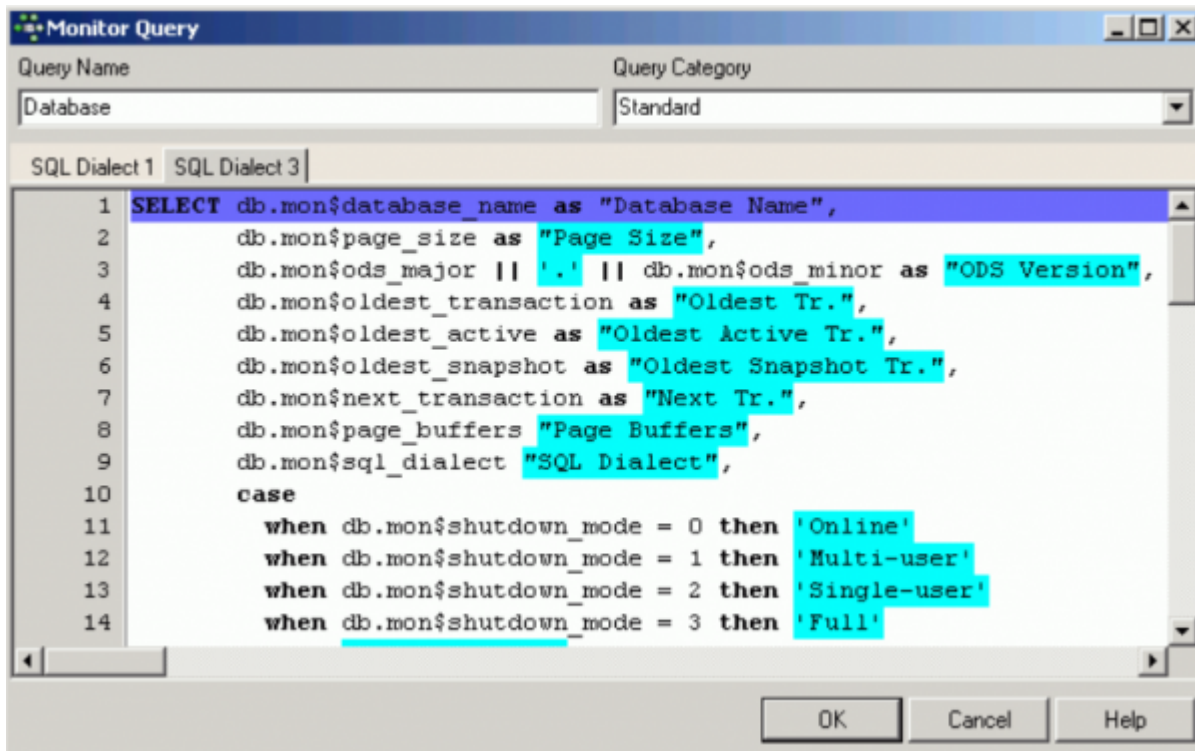 Monitor Query
Query Name Query Category
Database Standard
SQL Dialect 1 SQL Dialect 3
1 SELECT db.mon$database_name as "Database Name",
2 db.mon$page_size as "Page Size",
3 db.mon$ods_major || '.' || db.mon$ods_minor as "ODS Version",
4 db.mon$oldest_transaction as "Oldest Tr.",
5 db.mon$oldest_active as "Oldest Active Tr.",
6 db.mon$oldest_snapshot as "Oldest Snapshot Tr.",
7 db.mon$next_transaction as "Next Tr.",
8 db.mon$page_buffers "Page Buffers",
9 db.mon$sql_dialect "SQL Dialect",
10 case
11 when db.mon$shutdown_mode = 0 then 'Online'
12 when db.mon$shutdown_mode = 1 then 'Multi-user'
13 when db.mon$shutdown_mode = 2 then 'Single-user'
14 when db.mon$shutdown_mode = 3 then 'Full'
OK Cancel Help